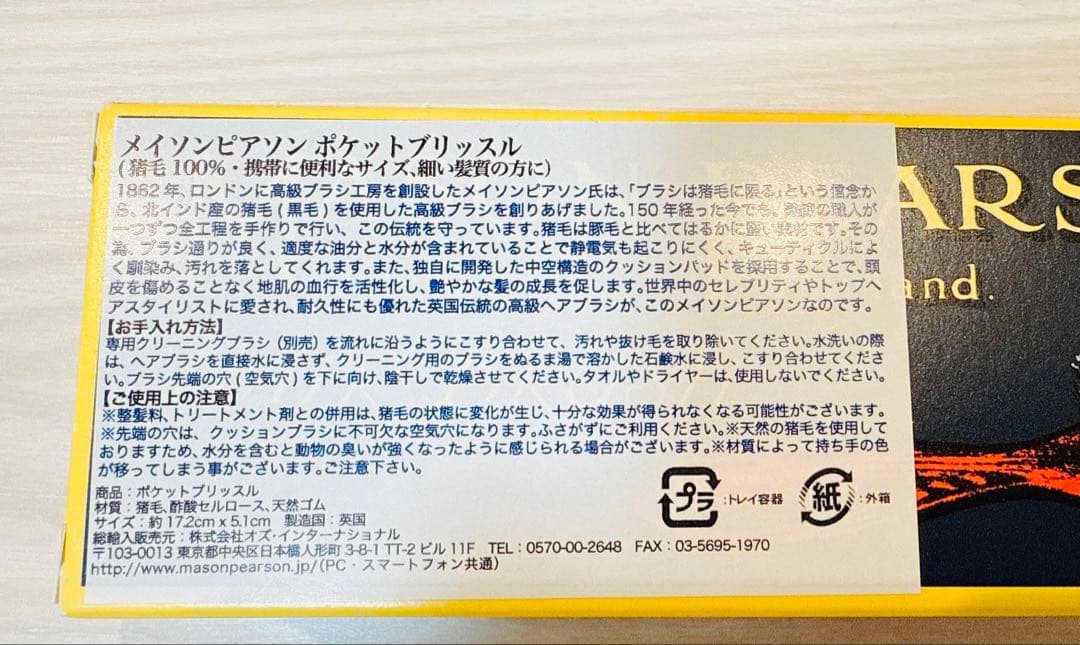 メイソンピアソン ポケットブリッスル
(猪毛 100%・携帯に便利なサイズ、細い髪質の方に)
1862 年、ロンドンに高級ブラシ工房を創設したメイソンピアソン氏は、「ブラシは猪毛に限る」という信念か
ら、北インド産の猪毛(黒毛)を使用した高級ブラシを創りあげました。150 年経った今でも、熟練の職人が
一つずつ全工程を手作りで行い、この伝統を守っています。猪毛は豚毛と比べてはるかに堅い材質です。その
為、ブラシ通りが良く、適度な油分と水分が含まれていることで静電気も起こりにくく、キューティクルによ
く馴染み、汚れを落としてくれます。また、独自に開発した中空構造のクッションパッドを採用することで、頭
皮を傷めることなく地肌の血行を活性化し、艶やかな髪の成長を促します。世界中のセレブリティやトップヘ
アスタイリストに愛され、耐久性にも優れた英国伝統の高級ヘアブラシが、このメイソンピアソンなのです。
【お手入れ方法】
専用クリーニングブラシ(別売)を流れに沿うようにこすり合わせて、汚れや抜け毛を取り除いてください。水洗いの際
は、ヘアブラシを直接水に浸さず、クリーニング用のブラシをぬるま湯で溶かした石鹸水に浸し、こすり合わせてくださ
い。ブラシ先端の穴(空気穴)を下に向け、陰干しで乾燥させてください。タオルやドライヤーは、使用しないでください。
【ご使用上の注意】
※整髪料、トリートメント剤との併用は、猪毛の状態に変化が生じ、十分な効果が得られなくなる可能性がございます。
※先端の穴は、クッションブラシに不可欠な空気穴になります。ふさがずにご利用ください。※天然の猪毛を使用して
おりますため、水分を含むと動物の臭いが強くなったように感じられる場合がございます。※材質によって持ち手の色
が移ってしまう事がございます。ご注意下さい。
商品:ポケットブリッスル
材質:猪毛、酢酸セルロース、天然ゴム
サイズ:約 17.2cm x 5.1cm 製造国:英国
総輸入販売元:株式会社オズ・インターナショナル
〒103-0013 東京都中央区日本橋人形町 3-8-1 TT-2 ビル 11F TEL:0570-00-2648 FAX:03-5695-1970
http://www.masonpearson.jp/(PC・スマートフォン共通)
プラ :トレイ容器 紙 :外箱
ARS
and.